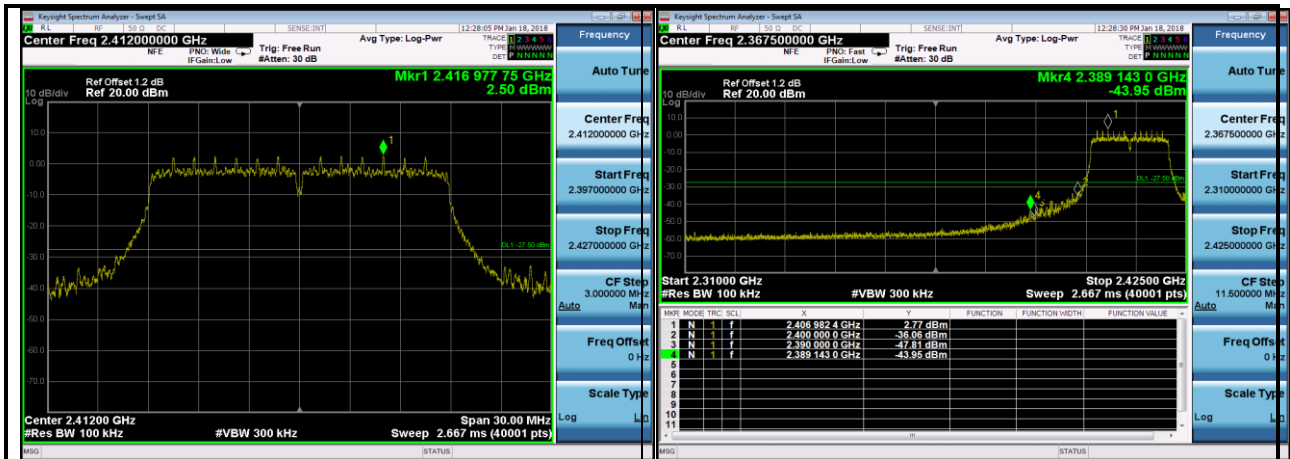 Keysight Spectrum Analyzer - Swept SA
RL RF 50 Ω DC SENSE:INT 12:28:05 PM Jan 18, 2018
Center Freq 2.412000000 GHz
NFE PNO: Wide Trig: Free Run Avg Type: Log-Pwr TRACE 1 2 3 4 5 6
IFGain:Low #Atten: 30 dB TYPE M W W W W W
DET P N N N N N
Ref Offset 1.2 dB Mkr1 2.416 977 75 GHz
10 dB/div Ref 20.00 dBm 2.50 dBm
Log
10.0
1
0.00
-10.0
-20.0
DL1 -27.50 dBm
-30.0
-40.0
-50.0
-60.0
-70.0
Center 2.41200 GHz Span 30.00 MHz
#Res BW 100 kHz #VBW 300 kHz Sweep 2.667 ms (40001 pts)
MSG STATUS
Frequency
Auto Tune
Center Freq
2.412000000 GHz
Start Freq
2.397000000 GHz
Stop Freq
2.427000000 GHz
CF Step
3.000000 MHz
Auto Man
Freq Offset
0 Hz
Scale Type
Log Lin
Keysight Spectrum Analyzer - Swept SA
RL RF 50 Ω DC SENSE:INT 12:28:30 PM Jan 18, 2018
Center Freq 2.367500000 GHz
NFE PNO: Fast Trig: Free Run Avg Type: Log-Pwr TRACE 1 2 3 4 5 6
IFGain:Low #Atten: 30 dB TYPE M W W W W W
DET P N N N N N
Ref Offset 1.2 dB Mkr4 2.389 143 0 GHz
10 dB/div Ref 20.00 dBm -43.95 dBm
Log
10.0
1
0.00
-10.0
-20.0
DL1 -27.50 dBm
-30.0
4
-40.0
-50.0
-60.0
-70.0
Start 2.31000 GHz Stop 2.42500 GHz
#Res BW 100 kHz #VBW 300 kHz Sweep 2.667 ms (40001 pts)
MKR MODE TRC SCL X Y FUNCTION FUNCTION WIDTH FUNCTION VALUE
1 N 1 f 2.406 982 4 GHz 2.77 dBm
2 N 1 f 2.400 000 0 GHz -36.06 dBm
3 N 1 f 2.390 000 0 GHz -47.81 dBm
4 N 1 f 2.389 143 0 GHz -43.95 dBm
5
6
7
8
9
10
11
MSG STATUS
Frequency
Auto Tune
Center Freq
2.367500000 GHz
Start Freq
2.310000000 GHz
Stop Freq
2.425000000 GHz
CF Step
11.500000 MHz
Auto Man
Freq Offset
0 Hz
Scale Type
Log Lin